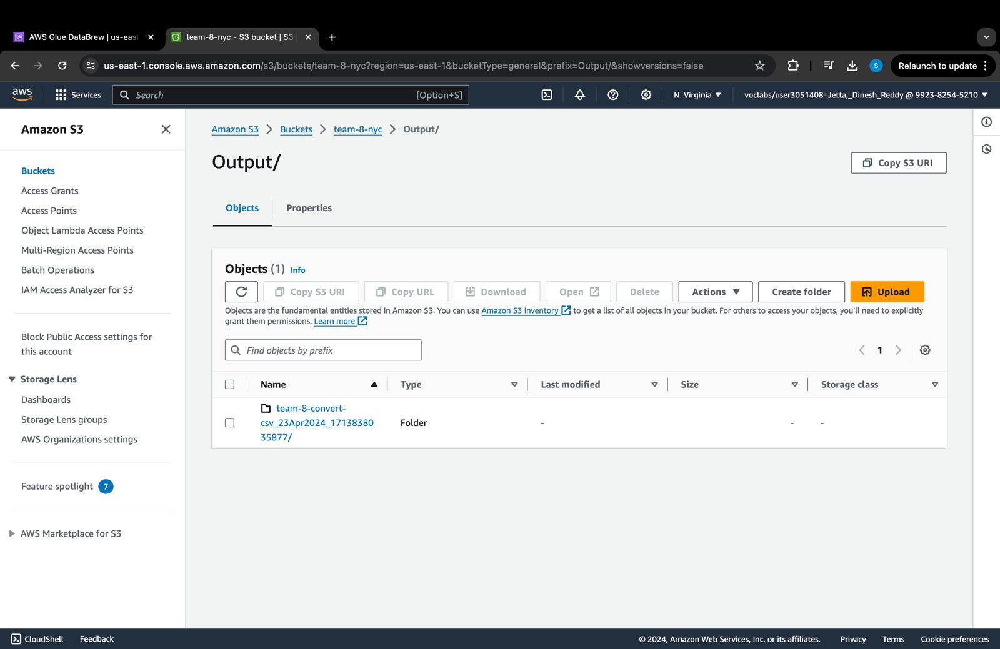 AWS Glue DataBrew | us-east
team-8-nyc - S3 bucket | S3
us-east-1.console.aws.amazon.com/s3/buckets/team-8-nyc?region=us-east-1&bucketType=general&prefix=Output/&showversions=false
S
Relaunch to update
aws
Services
Search
[Option+S]
N. Virginia
voclabs/user3051408=Jetta,_Dinesh_Reddy @ 9923-8254-5210
Amazon S3
Buckets
Access Grants
Access Points
Object Lambda Access Points
Multi-Region Access Points
Batch Operations
IAM Access Analyzer for S3
Block Public Access settings for
this account
Storage Lens
Dashboards
Storage Lens groups
AWS Organizations settings
Feature spotlight 7
AWS Marketplace for S3
Amazon S3 > Buckets > team-8-nyc > Output/
Output/
Copy S3 URI
Objects
Properties
Objects (1) Info
Copy S3 URI
Copy URL
Download
Open
Delete
Actions
Create folder
Upload
Objects are the fundamental entities stored in Amazon S3. You can use Amazon S3 inventory to get a list of all objects in your bucket. For others to access your objects, you'll need to explicitly
grant them permissions. Learn more
Find objects by prefix
1
Name Type Last modified Size Storage class
team-8-convert-
csv_23Apr2024_17138380 Folder - - -
35877/
CloudShell Feedback © 2024, Amazon Web Services, Inc. or its affiliates. Privacy Terms Cookie preferences